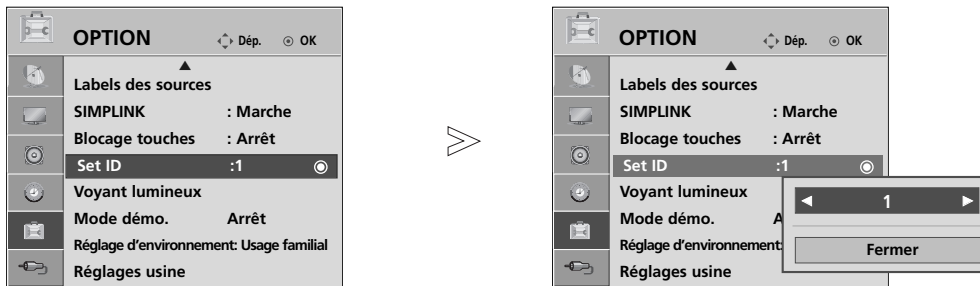 OPTION Dép. OK
Labels des sources
SIMPLINK : Marche
Blocage touches : Arrêt
Set ID :1
Voyant lumineux
Mode démo. Arrêt
Réglage d'environnement: Usage familial
Réglages usine
>
OPTION Dép. OK
Labels des sources
SIMPLINK : Marche
Blocage touches : Arrêt
Set ID :1
Voyant lumineux
Mode démo. A
Réglage d'environnement:
Réglages usine
◄ 1 ►
Fermer